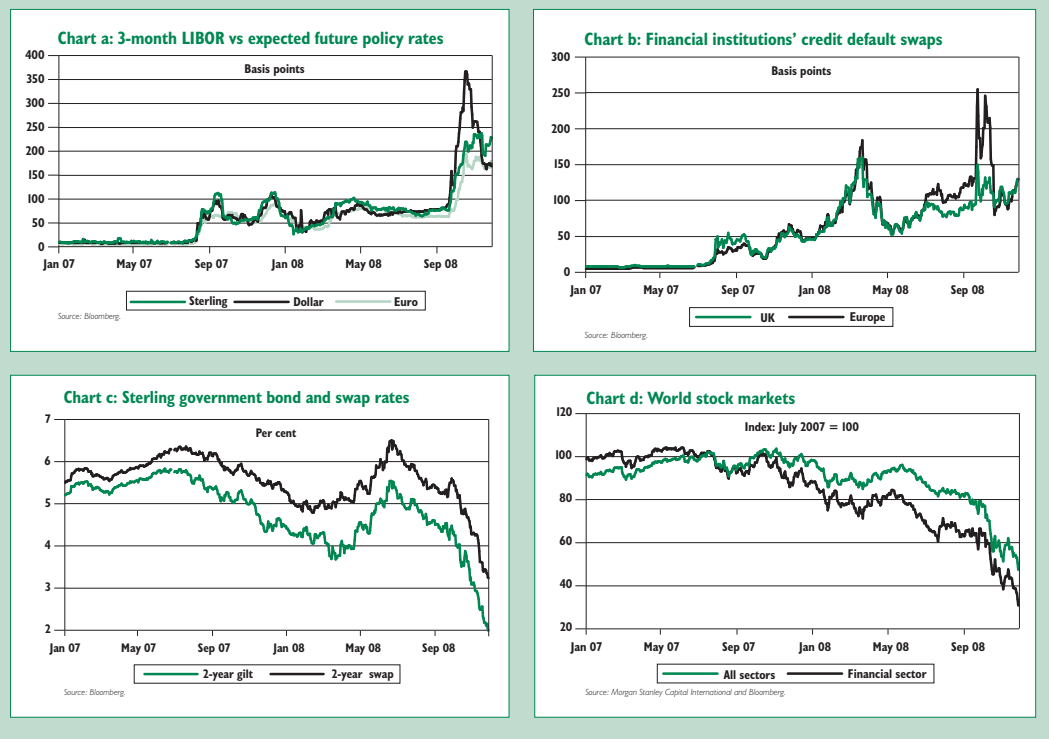 Chart a: 3-month LIBOR vs expected future policy rates
400
350
300
250
200
150
100
50
0
Basis points
Jan 07 May 07 Sep 07 Jan 08 May 08 Sep 08
Sterling Dollar Euro
Source: Bloomberg.
Chart b: Financial institutions' credit default swaps
300
250
200
150
100
50
0
Basis points
Jan 07 May 07 Sep 07 Jan 08 May 08 Sep 08
UK Europe
Source: Bloomberg.
Chart c: Sterling government bond and swap rates
7
6
5
4
3
2
Per cent
Jan 07 May 07 Sep 07 Jan 08 May 08 Sep 08
2-year gilt 2-year swap
Source: Bloomberg.
Chart d: World stock markets
120
100
80
60
40
20
Index: July 2007 = 100
Jan 07 May 07 Sep 07 Jan 08 May 08 Sep 08
All sectors Financial sector
Source: Morgan Stanley Capital International and Bloomberg.